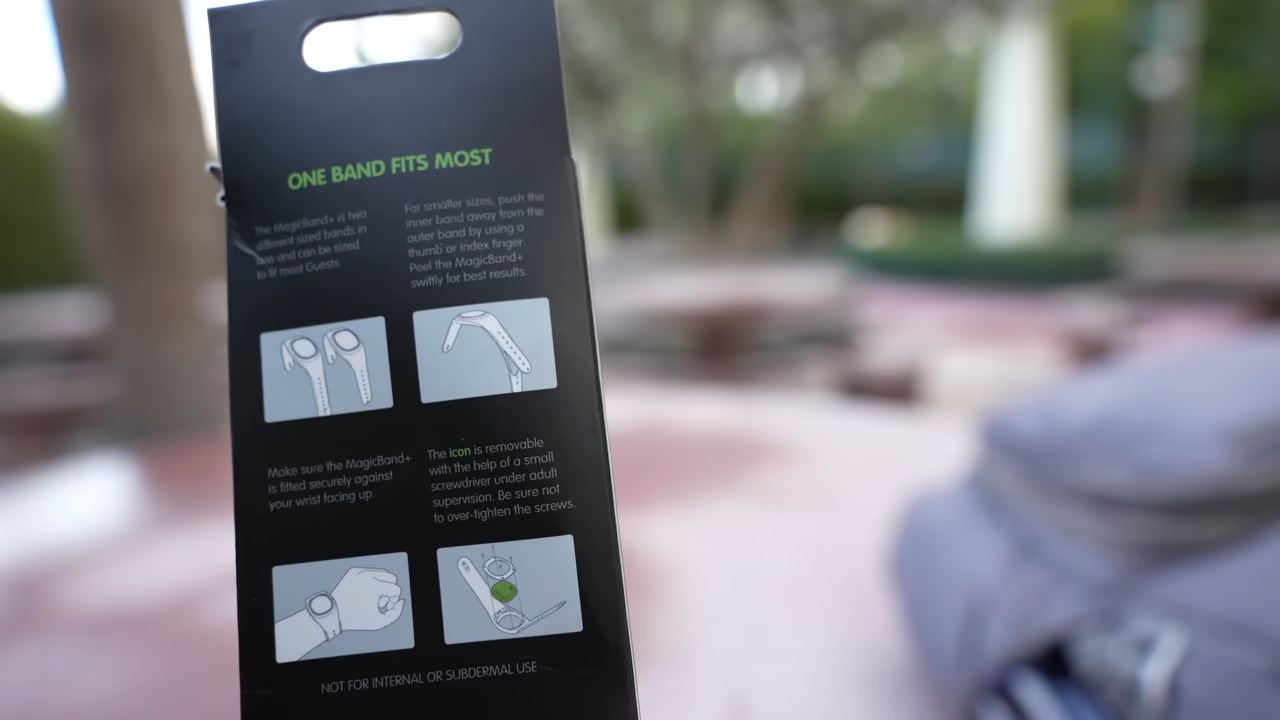 ONE BAND FITS MOST
The MagicBand+ is two
different sized bands in
one and can be sized
to fit most Guests.
For smaller sizes, push the
inner band away from the
outer band by using a
thumb or index finger
Peel the MagicBand+
swiftly for best results.
Make sure the MagicBand+
is fitted securely against
your wrist facing up.
The icon is removable
with the help of a small
screwdriver under adult
supervision. Be sure not
to over-tighten the screws.
NOT FOR INTERNAL OR SUBDERMAL USE